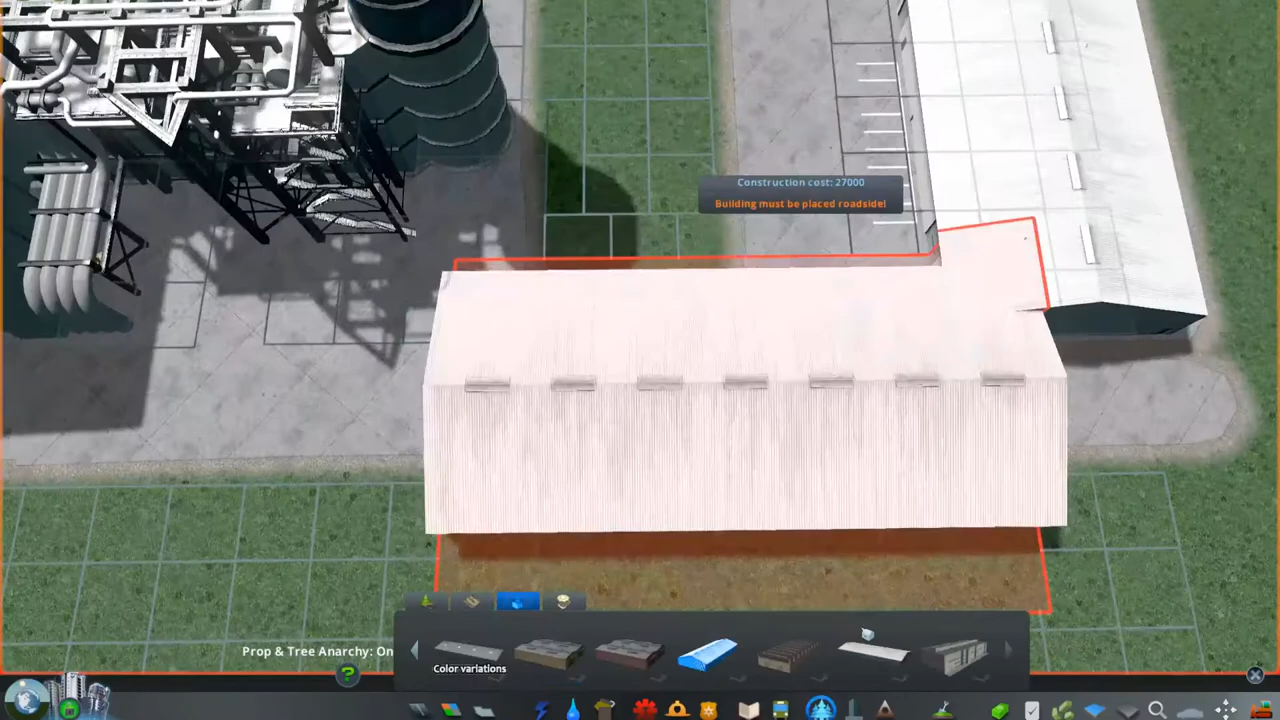 Construction cost: 27000
Building must be placed roadside!
Prop & Tree Anarchy: On
?
Color variations